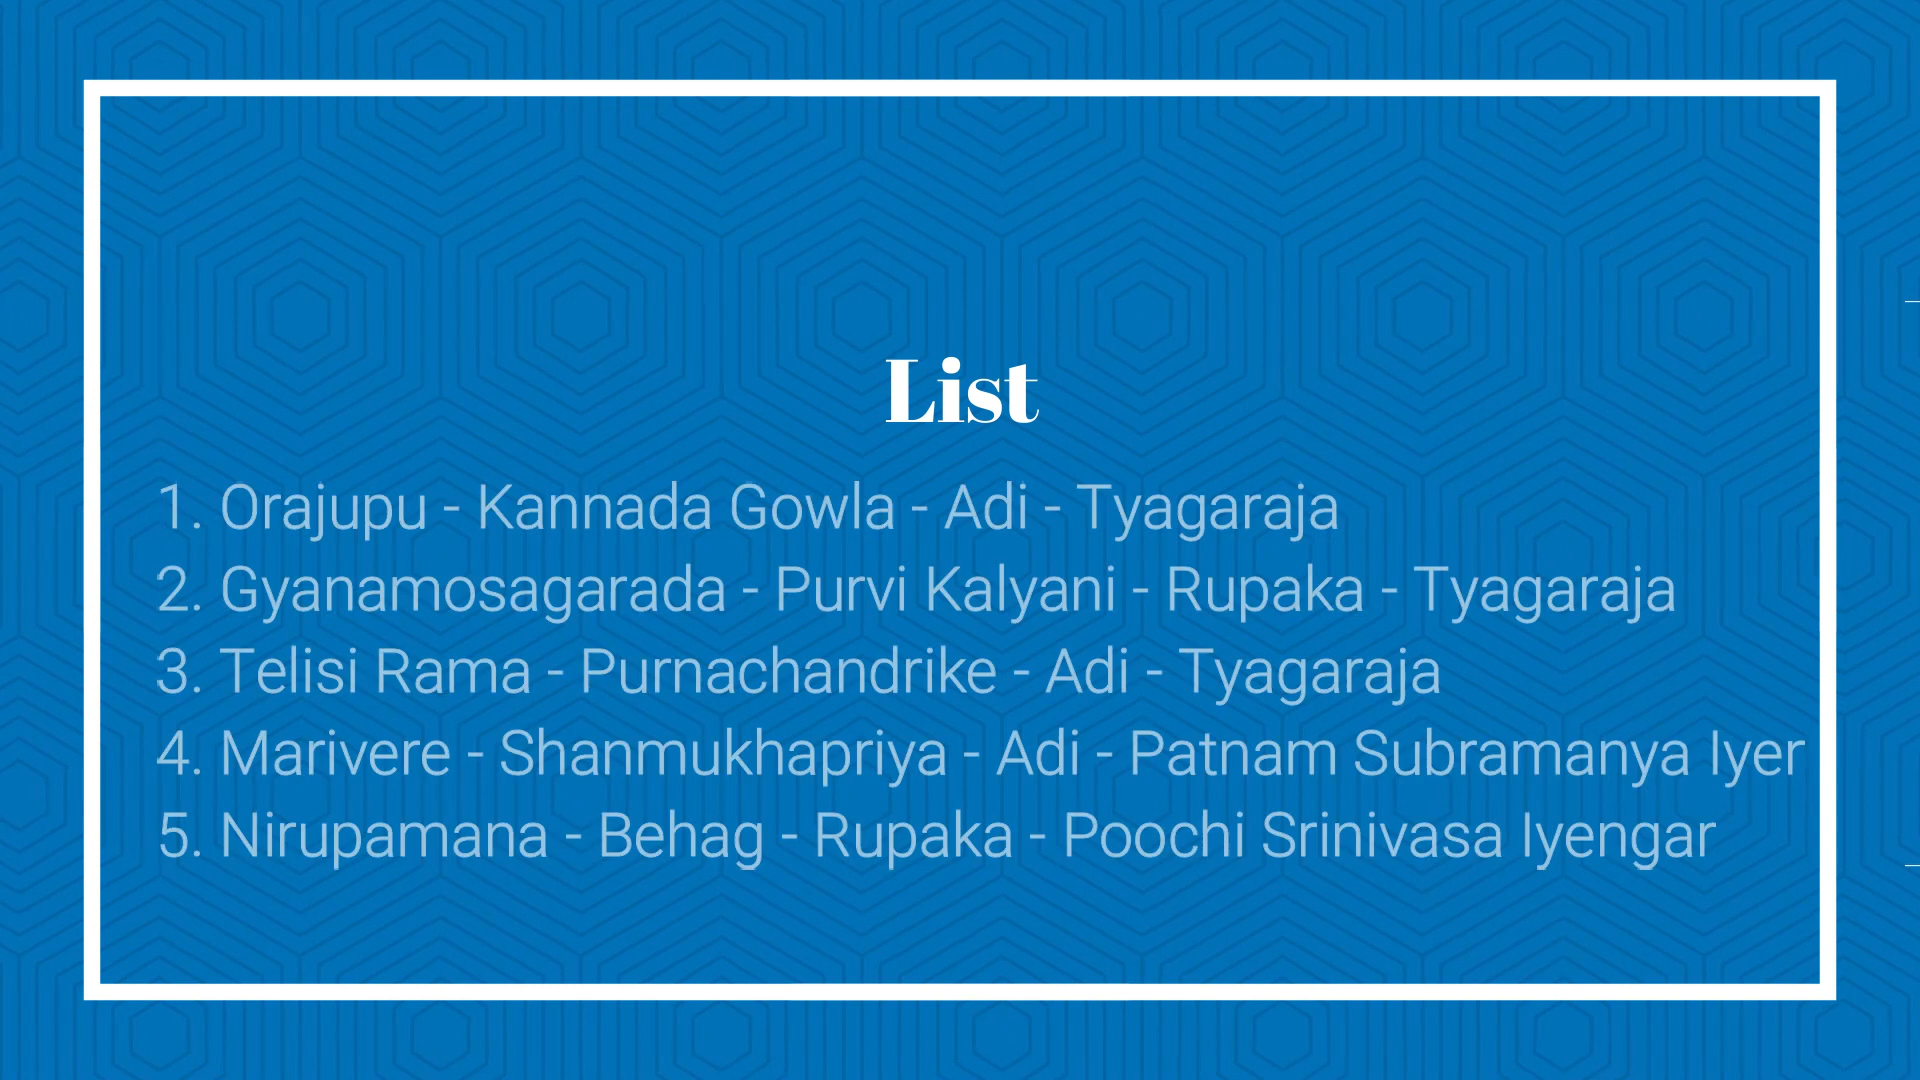 List
1. Orajupu - Kannada Gowla - Adi - Tyagaraja
2. Gyanamosagarada - Purvi Kalyani - Rupaka - Tyagaraja
3. Telisi Rama - Purnachandrike - Adi - Tyagaraja
4. Marivere - Shanmukhapriya - Adi - Patnam Subramanya Iyer
5. Nirupamana - Behag - Rupaka - Poochi Srinivasa Iyengar